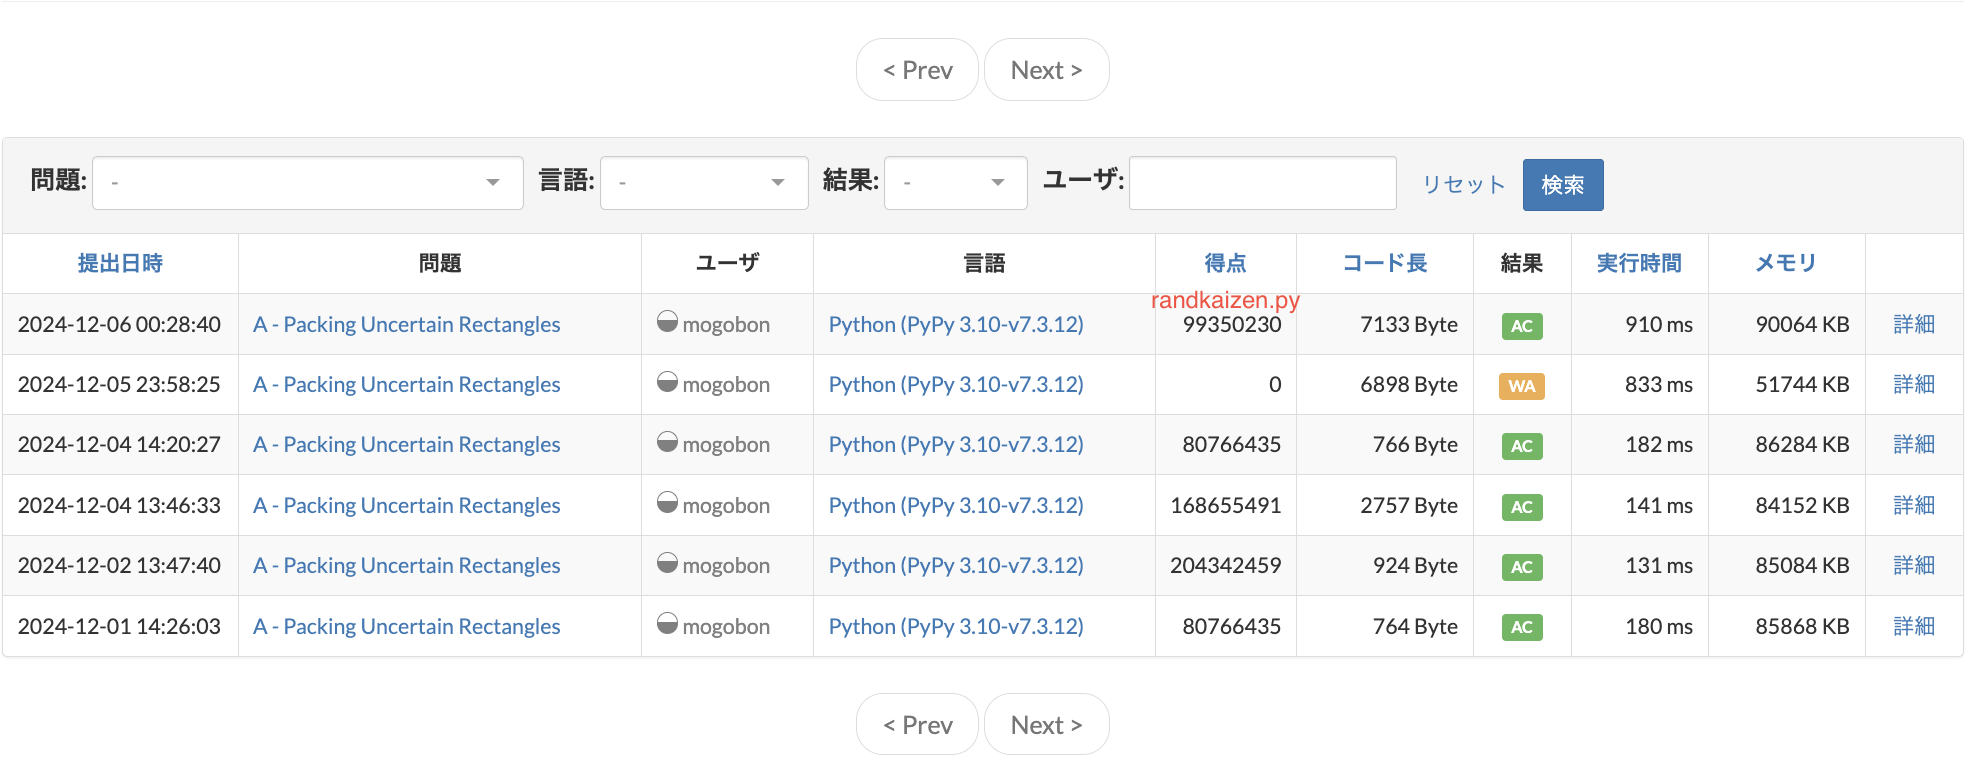 < Prev Next >
問題: - 言語: - 結果: - ユーザ: リセット 検索
提出日時 問題 ユーザ 言語 得点 コード長 結果 実行時間 メモリ
randkaizen.py
2024-12-06 00:28:40 A - Packing Uncertain Rectangles mogobon Python (PyPy 3.10-v7.3.12) 99350230 7133 Byte AC 910 ms 90064 KB 詳細
2024-12-05 23:58:25 A - Packing Uncertain Rectangles mogobon Python (PyPy 3.10-v7.3.12) 0 6898 Byte WA 833 ms 51744 KB 詳細
2024-12-04 14:20:27 A - Packing Uncertain Rectangles mogobon Python (PyPy 3.10-v7.3.12) 80766435 766 Byte AC 182 ms 86284 KB 詳細
2024-12-04 13:46:33 A - Packing Uncertain Rectangles mogobon Python (PyPy 3.10-v7.3.12) 168655491 2757 Byte AC 141 ms 84152 KB 詳細
2024-12-02 13:47:40 A - Packing Uncertain Rectangles mogobon Python (PyPy 3.10-v7.3.12) 204342459 924 Byte AC 131 ms 85084 KB 詳細
2024-12-01 14:26:03 A - Packing Uncertain Rectangles mogobon Python (PyPy 3.10-v7.3.12) 80766435 764 Byte AC 180 ms 85868 KB 詳細
< Prev Next >